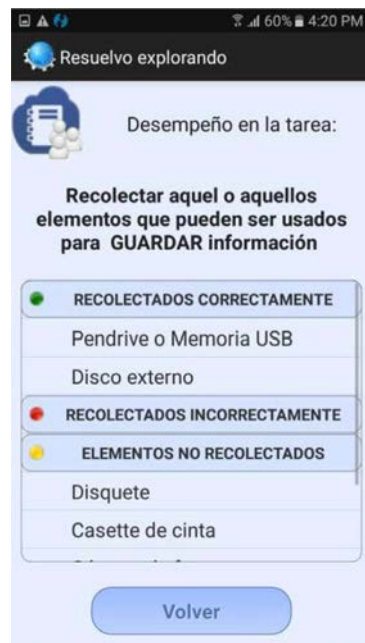 60% 4:20 PM
Resuelvo explorando
Desempeño en la tarea:
Recolectar aquel o aquellos
elementos que pueden ser usados
para GUARDAR información
RECOLECTADOS CORRECTAMENTE
Pendrive o Memoria USB
Disco externo
RECOLECTADOS INCORRECTAMENTE
ELEMENTOS NO RECOLECTADOS
Disquete
Casette de cinta
Volver